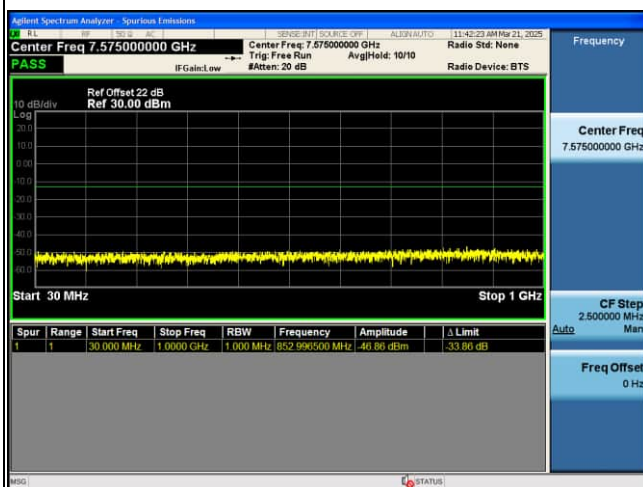 Agilent Spectrum Analyzer - Spurious Emissions
RL RF 50 Ω AC SENSE:INT SOURCE OFF ALIGN AUTO 11:42:23 AM Mar 21, 2025
Center Freq 7.575000000 GHz
Center Freq: 7.575000000 GHz
Radio Std: None
Trig: Free Run Avg|Hold: 10/10
PASS IFGain:Low #Atten: 20 dB Radio Device: BTS
Frequency
Ref Offset 22 dB
10 dB/div Ref 30.00 dBm
Log
20.0
10.0
0.00
-10.0
-20.0
-30.0
-40.0
-50.0
-60.0
Start 30 MHz Stop 1 GHz
Spur Range Start Freq Stop Freq RBW Frequency Amplitude Δ Limit
1 1 30.000 MHz 1.0000 GHz 1.000 MHz 852.996500 MHz -46.86 dBm -33.86 dB
Center Freq
7.575000000 GHz
CF Step
2.500000 MHz
Auto Man
Freq Offset
0 Hz
MSG STATUS